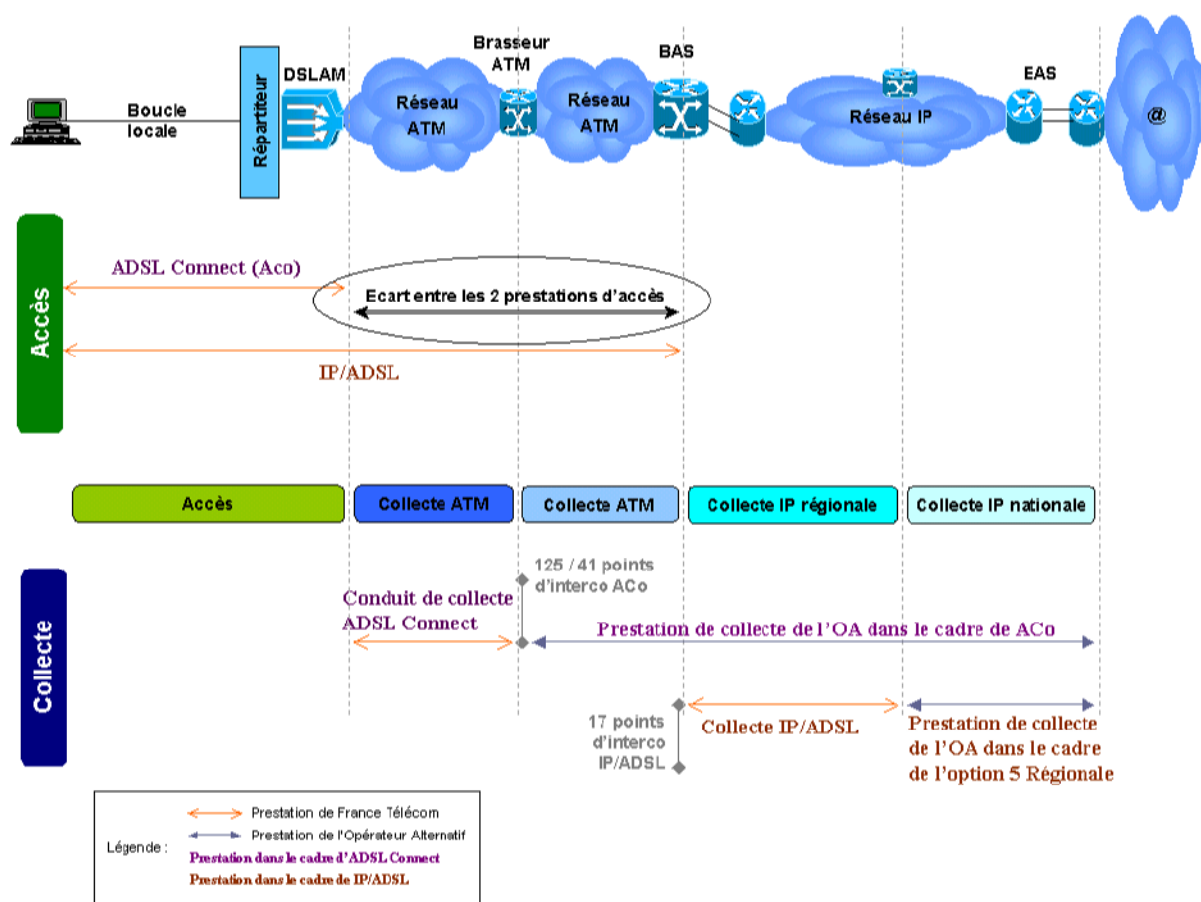 Brasseur
ATM
BAS
DSLAM
EAS
Boucle
locale
Répartiteur
Réseau
ATM
Réseau
ATM
Réseau IP
@
Accès
ADSL Connect (Aco)
Ecart entre les 2 prestations d'accès
IP/ADSL
Accès
Collecte ATM
Collecte ATM
Collecte IP régionale
Collecte IP nationale
Collecte
125 / 41 points
d'interco ACo
Conduit de collecte
ADSL Connect
Prestation de collecte de l'OA dans le cadre de ACo
17 points
d'interco
IP/ADSL
Collecte IP/ADSL
Prestation de collecte
de l'OA dans le cadre
de l'option 5 Régionale
Légende :
Prestation de France Télécom
Prestation de l'Opérateur Alternatif
Prestation dans le cadre d'ADSL Connect
Prestation dans le cadre de IP/ADSL